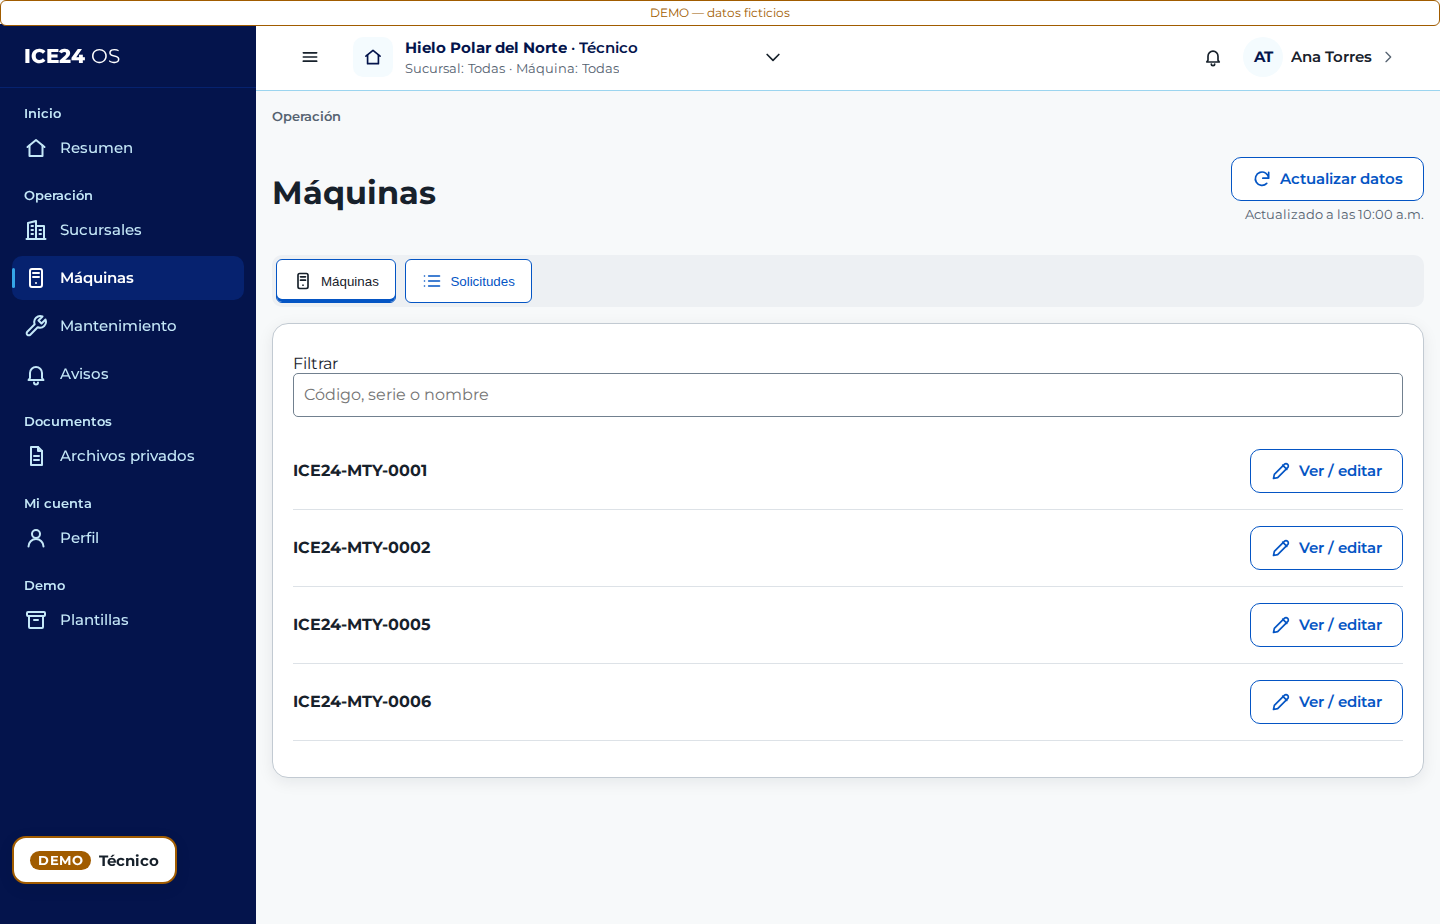 DEMO — datos ficticios
ICE24 OS
Hielo Polar del Norte · Técnico
Sucursal: Todas · Máquina: Todas
AT
Ana Torres
Inicio
Resumen
Operación
Sucursales
Máquinas
Mantenimiento
Avisos
Documentos
Archivos privados
Mi cuenta
Perfil
Demo
Plantillas
DEMO Técnico
Operación
Máquinas
Actualizar datos
Actualizado a las 10:00 a.m.
Máquinas
Solicitudes
Filtrar
Código, serie o nombre
ICE24-MTY-0001
Ver / editar
ICE24-MTY-0002
Ver / editar
ICE24-MTY-0005
Ver / editar
ICE24-MTY-0006
Ver / editar